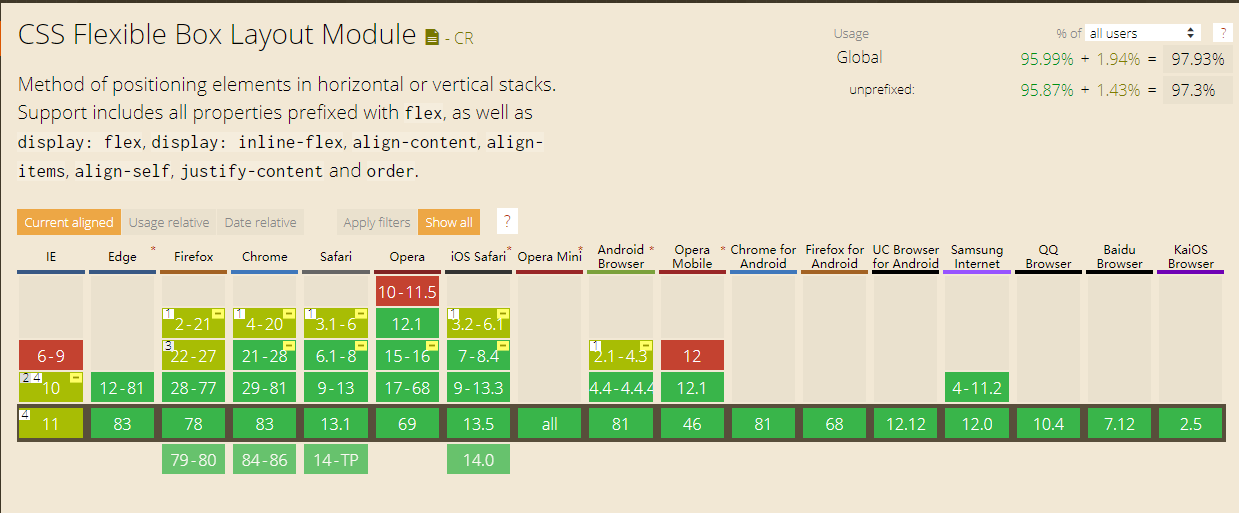 CSS Flexible Box Layout Module - CR
Usage % of all users ?
Global 95.99% + 1.94% = 97.93%
unprefixed: 95.87% + 1.43% = 97.3%
Method of positioning elements in horizontal or vertical stacks.
Support includes all properties prefixed with flex, as well as
display: flex, display: inline-flex, align-content, align-
items, align-self, justify-content and order.
Current aligned Usage relative Date relative Apply filters Show all ?
IE Edge * Firefox Chrome Safari Opera iOS Safari * Opera Mini * Android Browser * Opera Mobile * Chrome for Android Firefox for Android UC Browser for Android Samsung Internet QQ Browser Baidu Browser KaiOS Browser
10-11.5
1 2-21 1 4-20 1 3.1-6 12.1 1 3.2-6.1
6-9 3 22-27 21-28 6.1-8 15-16 7-8.4 1 2.1-4.3 12
2 4 10 12-81 28-77 29-81 9-13 17-68 9-13.3 4.4-4.4.4 12.1 4-11.2
4 11 83 78 83 13.1 69 13.5 all 81 46 81 68 12.12 12.0 10.4 7.12 2.5
79-80 84-86 14-TP 14.0